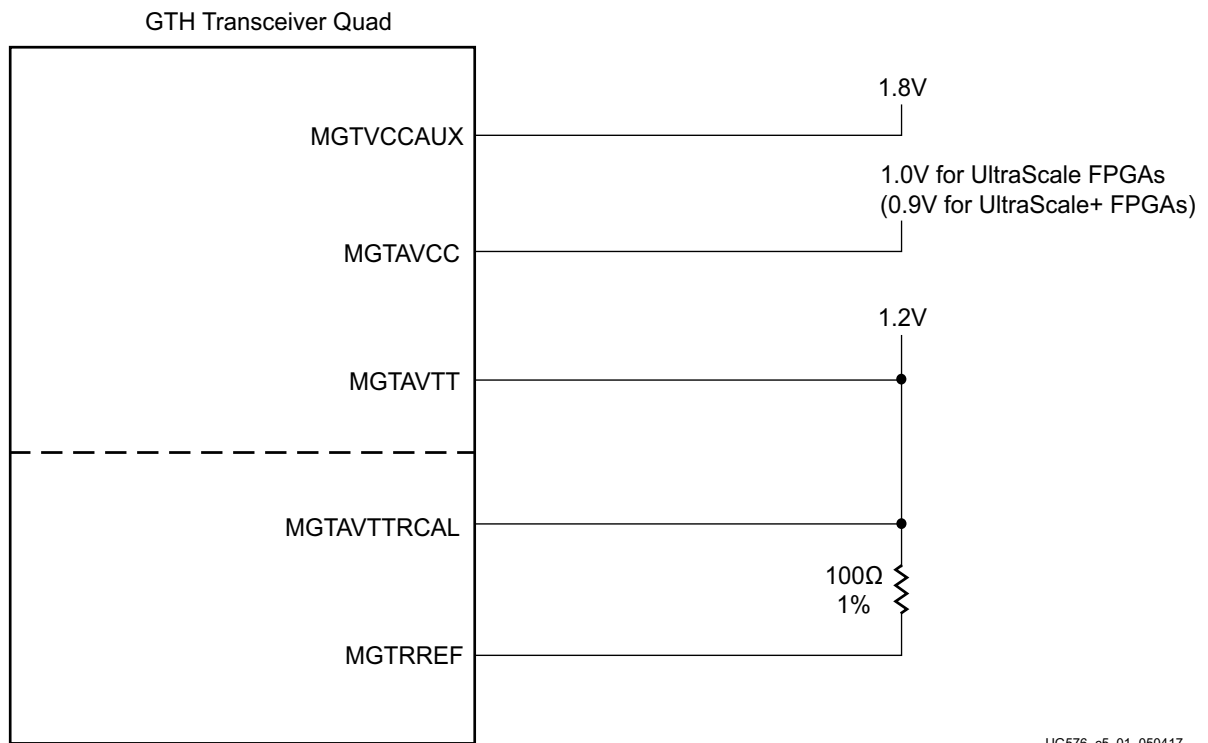 GTH Transceiver Quad
1.8V
MGTVCCAUX
1.0V for UltraScale FPGAs
(0.9V for UltraScale+ FPGAs)
MGTAVCC
1.2V
MGTAVTT
MGTAVTTRCAL
100Ω
1%
MGTRREF
UG576_c5_01_050417